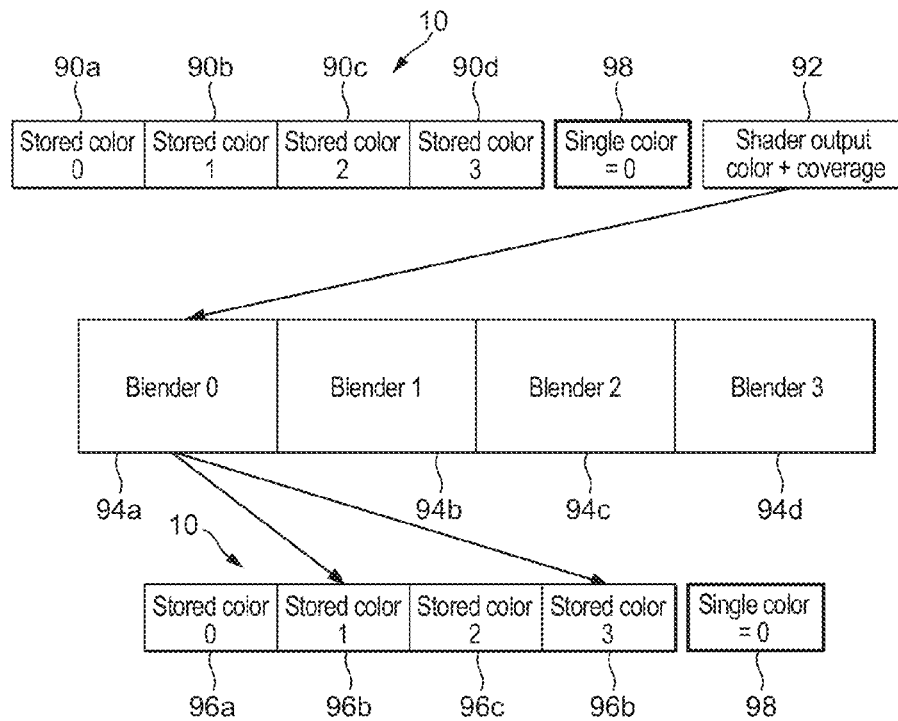 10
90a 90b 90c 90d 98 92
Stored color 0 Stored color 1 Stored color 2 Stored color 3 Single color = 0 Shader output color + coverage
Blender 0 Blender 1 Blender 2 Blender 3
94a 94b 94c 94d
10
Stored color 0 Stored color 1 Stored color 2 Stored color 3 Single color = 0
96a 96b 96c 96b 98